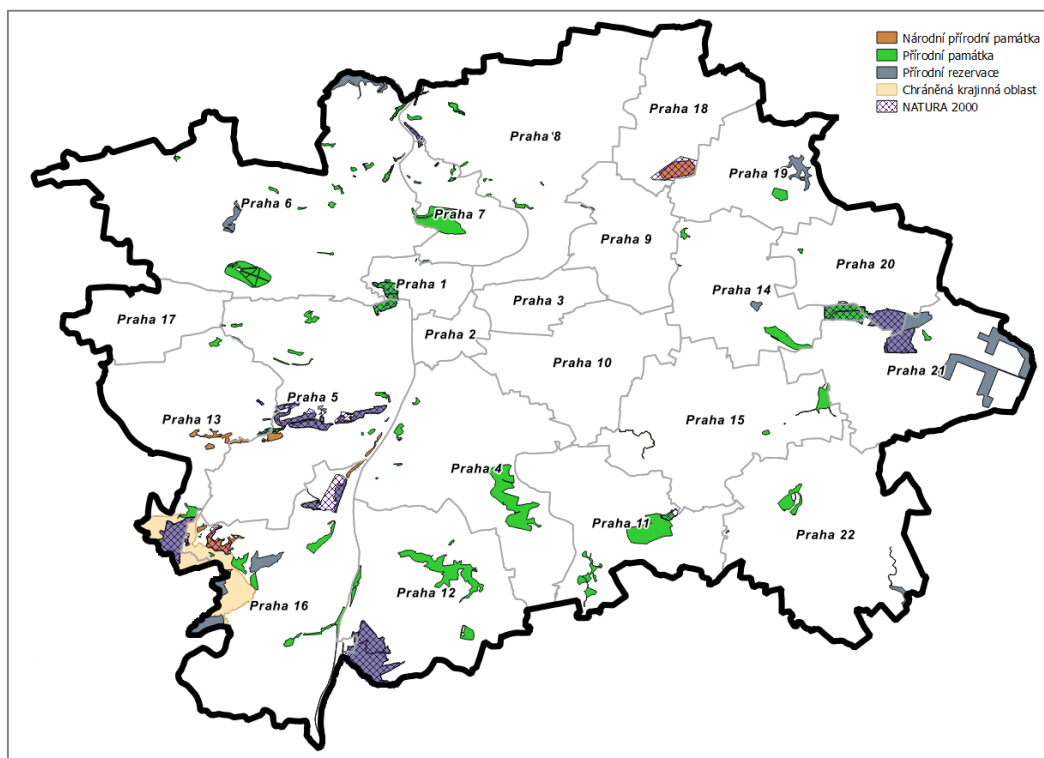 Národní přírodní památka
Přírodní památka
Přírodní rezervace
Chráněná krajinná oblast
NATURA 2000
Praha 18
Praha 8
Praha 19
Praha 6
Praha 7
Praha 9
Praha 20
Praha 1
Praha 14
Praha 3
Praha 17
Praha 2
Praha 10
Praha 21
Praha 5
Praha 13
Praha 15
Praha 4
Praha 11
Praha 22
Praha 12
Praha 16